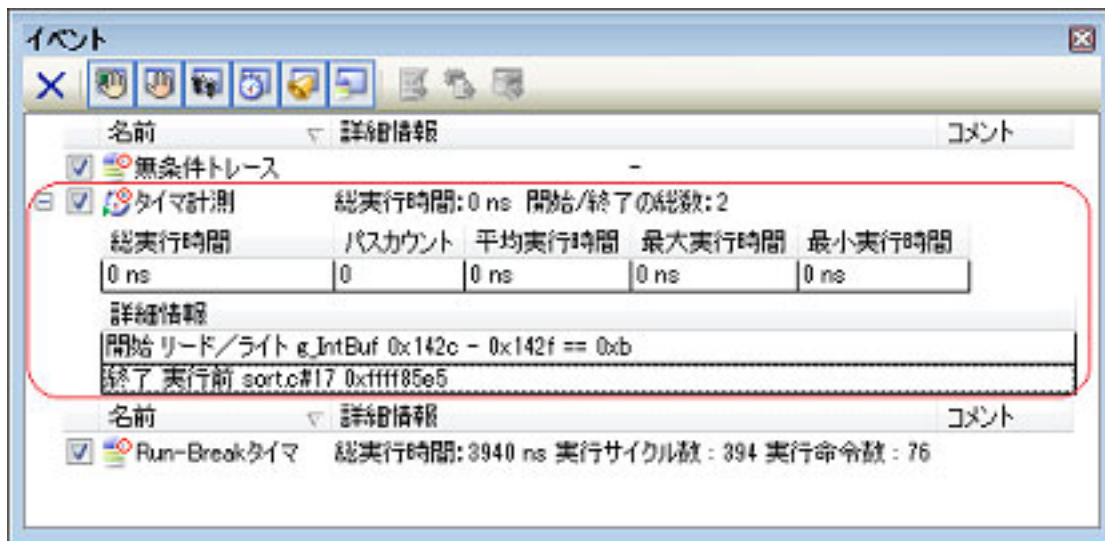 イベント
名前 詳細情報 コメント
無条件トレース -
タイマ計測 総実行時間:0 ns 開始/終了の総数:2
総実行時間 パスカウント 平均実行時間 最大実行時間 最小実行時間
0 ns 0 0 ns 0 ns 0 ns
詳細情報
開始 リード/ライト g_IntBuf 0x142c - 0x142f == 0xb
終了 実行前 sort.c#17 0xffff85e5
名前 詳細情報 コメント
Run-Breakタイマ 総実行時間:3940 ns 実行サイクル数:394 実行命令数:76